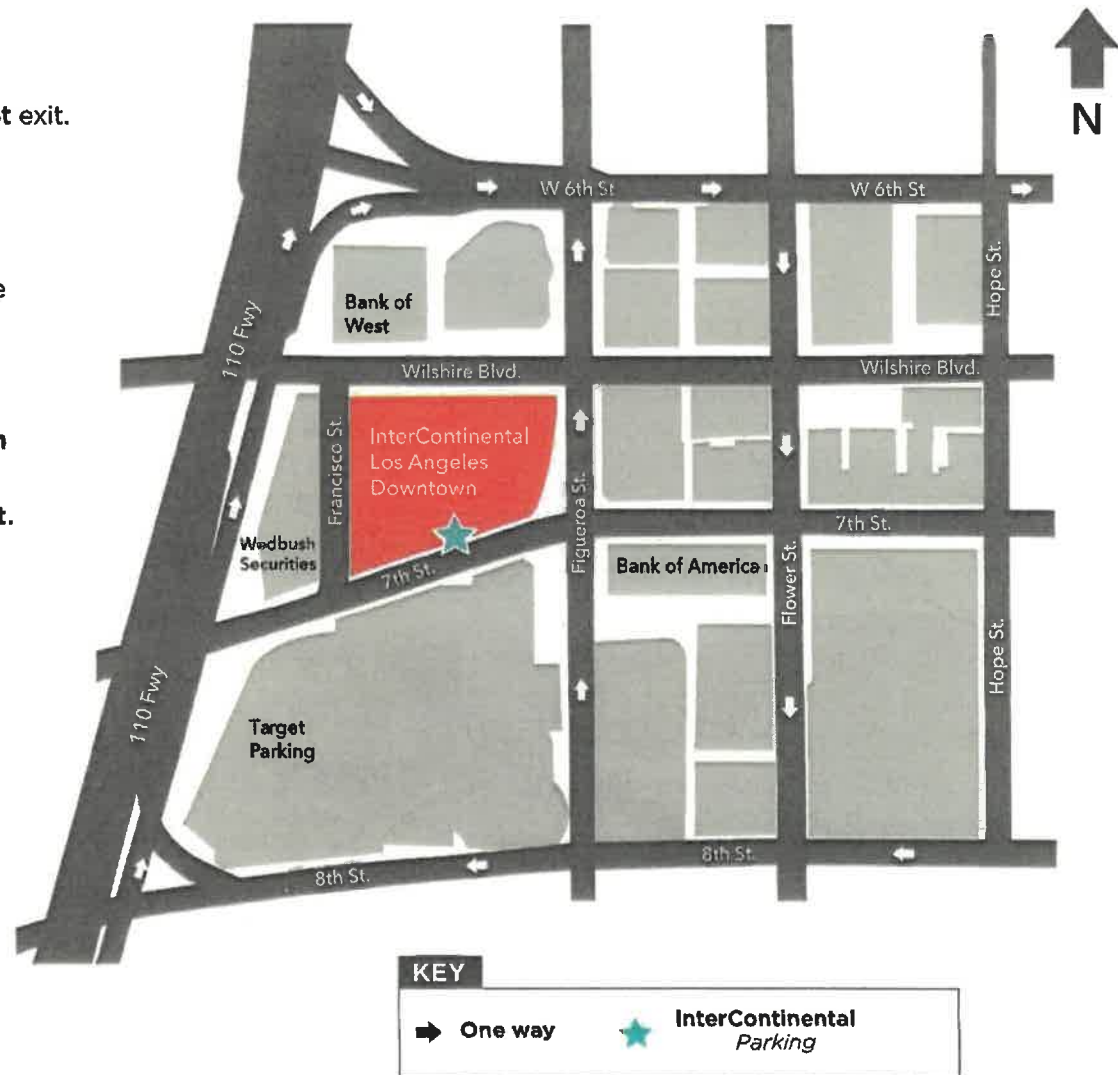 t exit.
N
W 6th St
W 6th St
Hope St.
e
Bank of
West
110 Fwy
Wilshire Blvd.
Wilshire Blvd.
n
InterContinental
Los Angeles
Downtown
Francisco St.
Figueroa St.
t.
7th St.
Wedbush
Securities
Bank of America
Flower St.
7th St.
Hope St.
110 Fwy
Target
Parking
8th St.
8th St.
KEY
One way
InterContinental
Parking